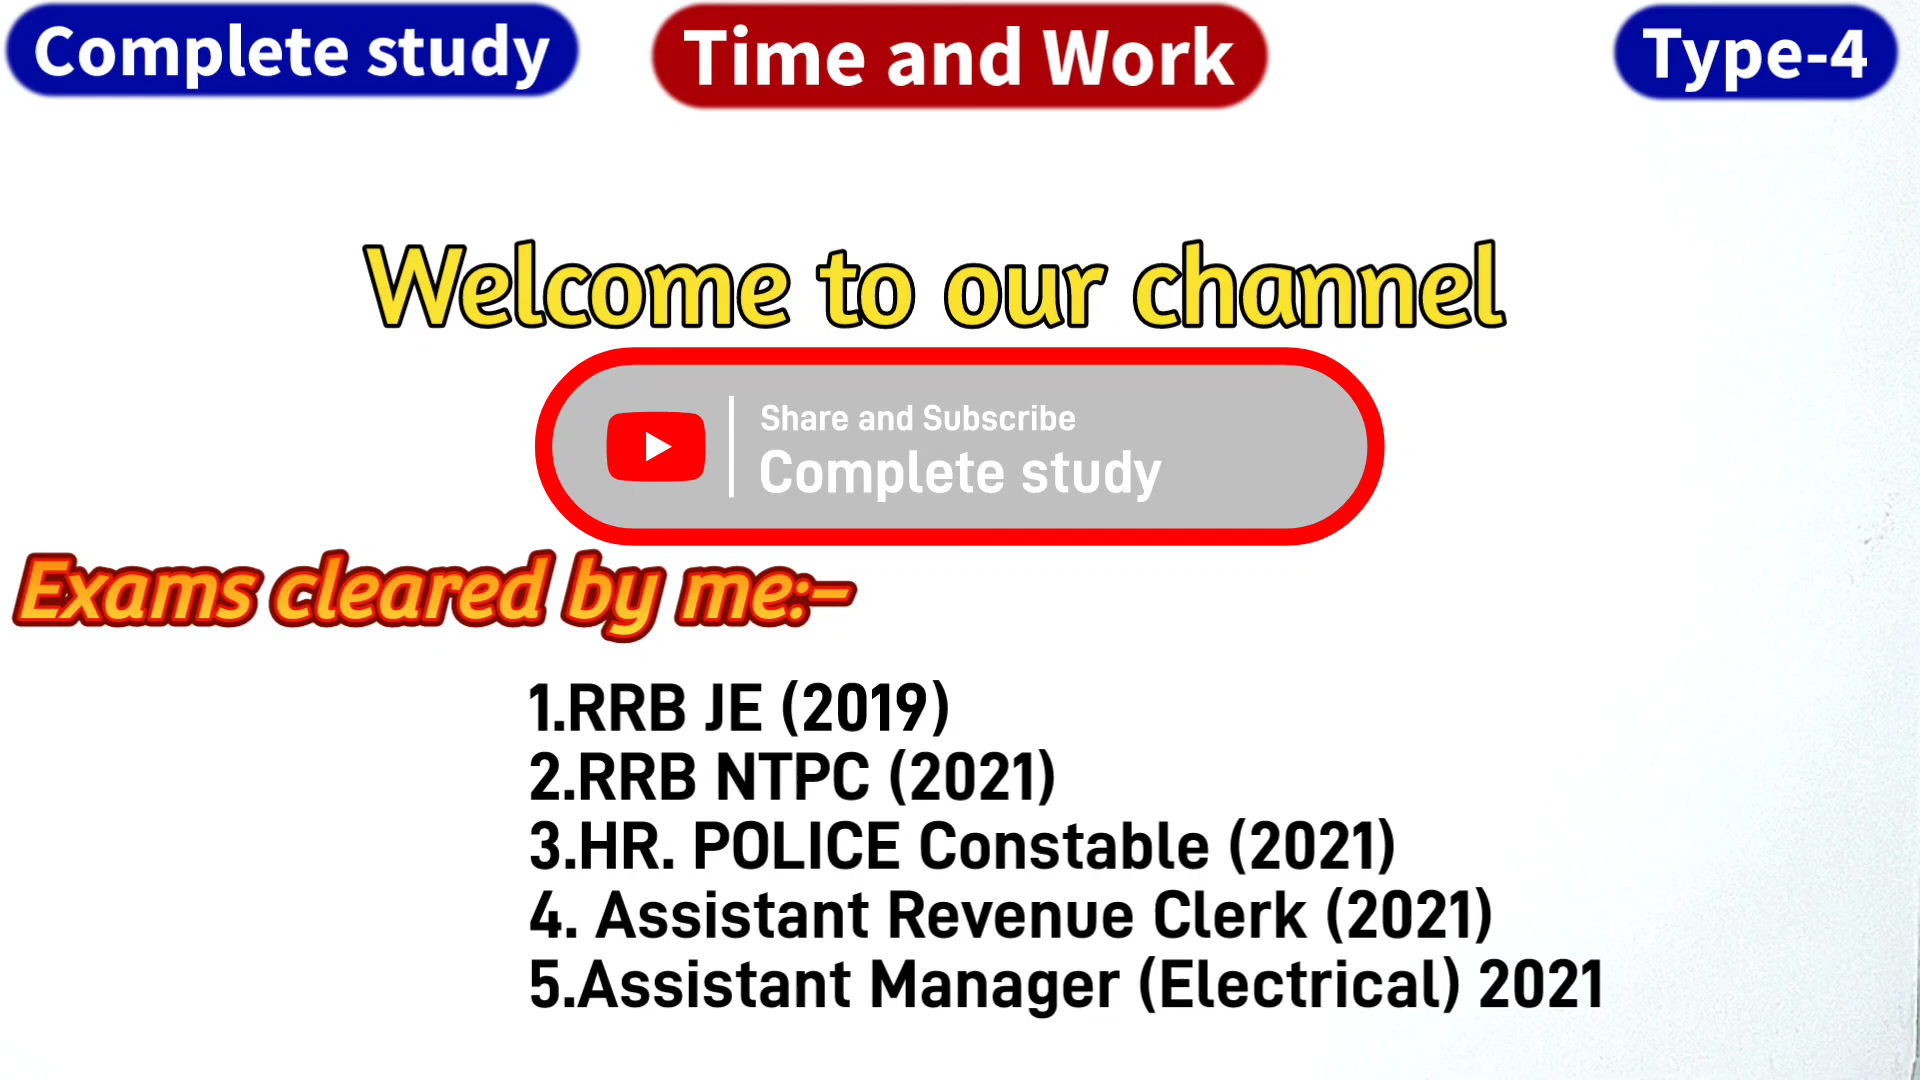 Complete study
Time and Work
Type-4
Welcome to our channel
Share and Subscribe
Complete study
Exams cleared by me:-
1.RRB JE (2019)
2.RRB NTPC (2021)
3.HR. POLICE Constable (2021)
4. Assistant Revenue Clerk (2021)
5.Assistant Manager (Electrical) 2021